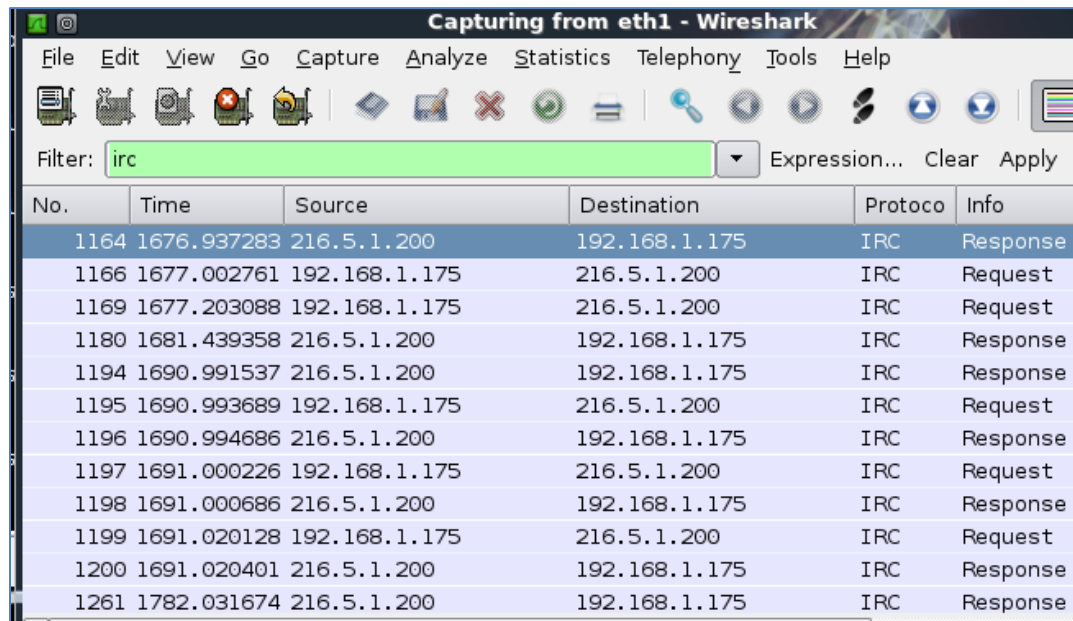 Capturing from eth1 - Wireshark
File Edit View Go Capture Analyze Statistics Telephony Tools Help
Filter: irc Expression... Clear Apply
No. Time Source Destination Protoco Info
1164 1676.937283 216.5.1.200 192.168.1.175 IRC Response
1166 1677.002761 192.168.1.175 216.5.1.200 IRC Request
1169 1677.203088 192.168.1.175 216.5.1.200 IRC Request
1180 1681.439358 216.5.1.200 192.168.1.175 IRC Response
1194 1690.991537 216.5.1.200 192.168.1.175 IRC Response
1195 1690.993689 192.168.1.175 216.5.1.200 IRC Request
1196 1690.994686 216.5.1.200 192.168.1.175 IRC Response
1197 1691.000226 192.168.1.175 216.5.1.200 IRC Request
1198 1691.000686 216.5.1.200 192.168.1.175 IRC Response
1199 1691.020128 192.168.1.175 216.5.1.200 IRC Request
1200 1691.020401 216.5.1.200 192.168.1.175 IRC Response
1261 1782.031674 216.5.1.200 192.168.1.175 IRC Response